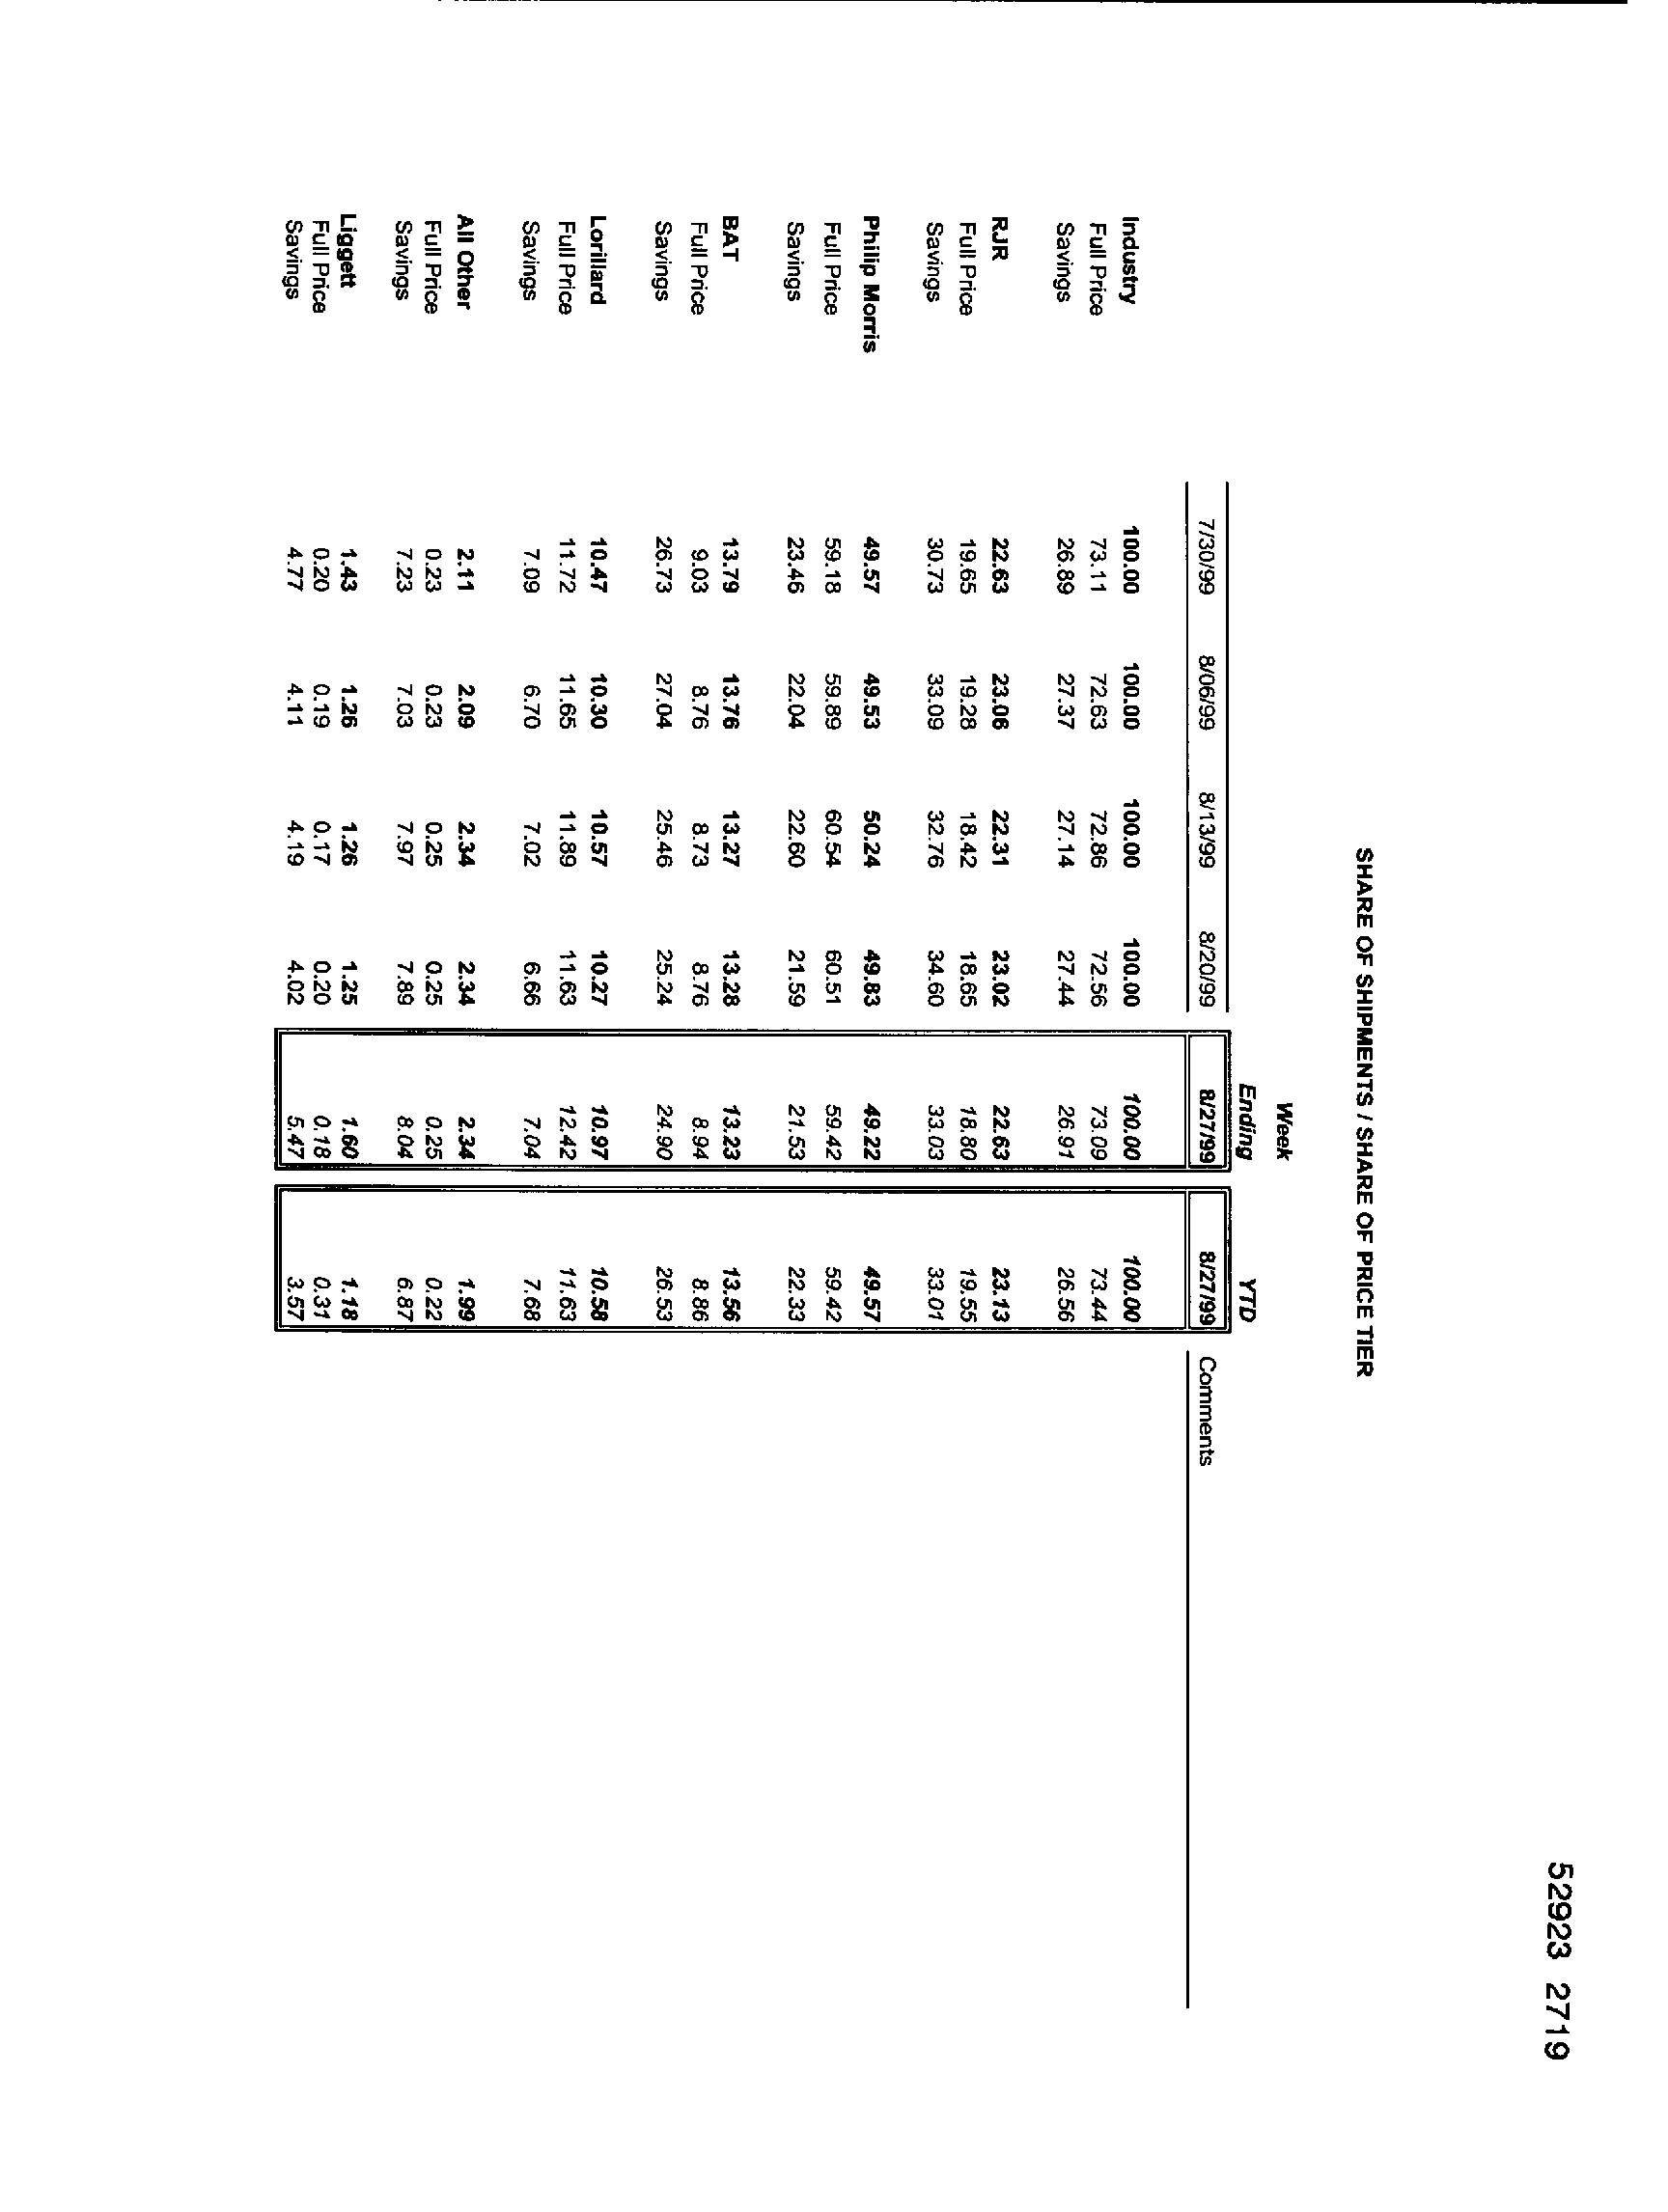 SHARE OF SHIPMENTS / SHARE OF PRICE TIER
Week
Ending YTD
7/30/99 8/06/99 8/13/99 8/20/99 8/27/99 8/27/99 Comments
Industry 100.00 100.00 100.00 100.00 100.00 100.00
Full Price 73.11 72.63 72.86 72.56 73.09 73.44
Savings 26.89 27.37 27.14 27.44 26.91 26.56
RJR 22.63 23.06 22.31 23.02 22.63 23.13
Full Price 19.65 19.28 18.42 18.65 18.80 19.55
Savings 30.73 33.09 32.76 34.60 33.03 33.01
Philip Morris 49.57 49.53 50.24 49.83 49.22 49.57
Full Price 59.18 59.89 60.54 60.51 59.42 59.42
Savings 23.46 22.04 22.60 21.59 21.53 22.33
BAT 13.79 13.76 13.27 13.28 13.23 13.56
Full Price 9.03 8.76 8.73 8.76 8.94 8.86
Savings 26.73 27.04 25.46 25.24 24.90 26.53
Lorillard 10.47 10.30 10.57 10.27 10.97 10.58
Full Price 11.72 11.65 11.89 11.63 12.42 11.63
Savings 7.09 6.70 7.02 6.66 7.04 7.68
All Other 2.11 2.09 2.34 2.34 2.34 1.99
Full Price 0.23 0.23 0.25 0.25 0.25 0.22
Savings 7.23 7.03 7.97 7.89 8.04 6.87
Liggett 1.43 1.26 1.26 1.25 1.60 1.18
Full Price 0.20 0.19 0.17 0.20 0.18 0.31
Savings 4.77 4.11 4.19 4.02 5.47 3.57
52923 2719